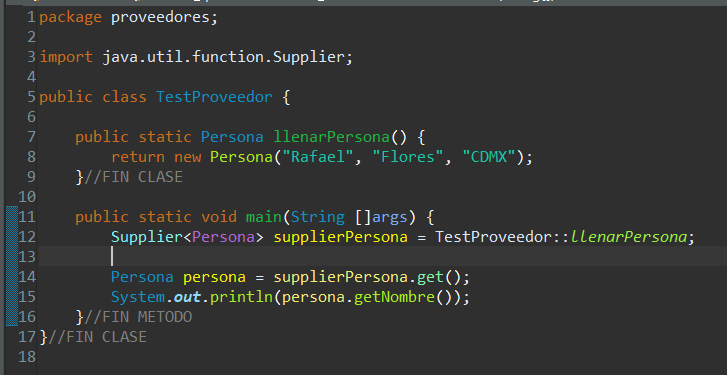 1 package proveedores;
2
3 import java.util.function.Supplier;
4
5 public class TestProveedor {
6
7     public static Persona llenarPersona() {
8         return new Persona("Rafael", "Flores", "CDMX");
9     }//FIN CLASE
10
11     public static void main(String []args) {
12         Supplier<Persona> supplierPersona = TestProveedor::llenarPersona;
13
14         Persona persona = supplierPersona.get();
15         System.out.println(persona.getNombre());
16     }//FIN METODO
17 }//FIN CLASE
18